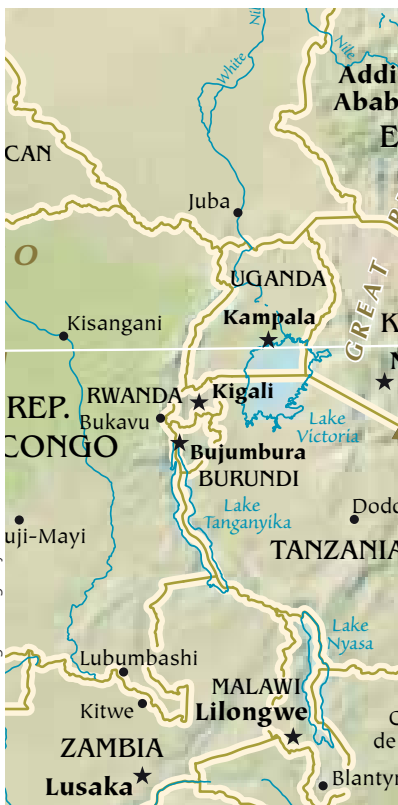 Nile
White
Nile
Addi
Abab
E
CAN
Juba
O
UGANDA
GREAT
R
Kampala
K
Kisangani
N
RWANDA
Kigali
REP.
Bukavu
CONGO
Lake
Victoria
Bujumbura
BURUNDI
Lake
Tanganyika
Dodo
uji-Mayi
TANZANIA
Lake
Nyasa
Lubumbashi
MALAWI
Kitwe
Lilongwe
C
de
ZAMBIA
Lusaka
Blantyr